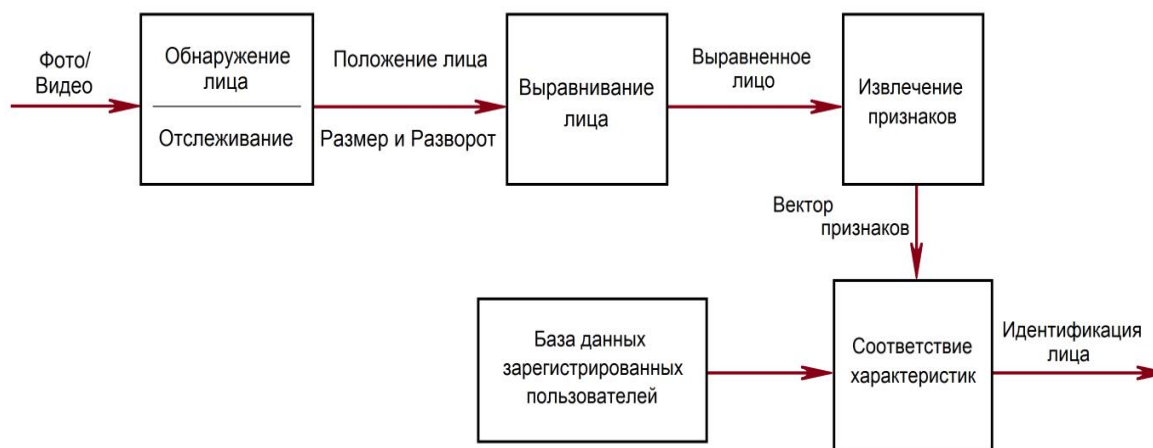 Фото/
Видео
Обнаружение
лица
Отслеживание
Положение лица
Размер и Разворот
Выравнивание
лица
Выравненное
лицо
Извлечение
признаков
Вектор
признаков
База данных
зарегистрированных
пользователей
Соответствие
характеристик
Идентификация
лица